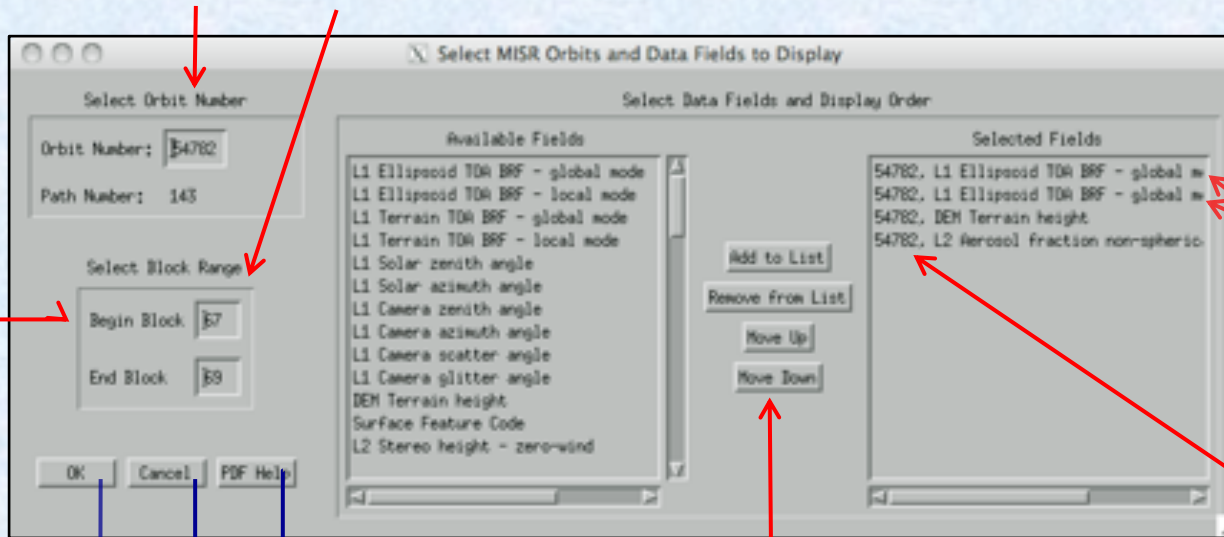 Select MISR Orbits and Data Fields to Display
Select Orbit Number
Orbit Number: 54782
Path Number: 143
Select Block Range
Begin Block 67
End Block 69
OK Cancel PDF Help
Select Data Fields and Display Order
Available Fields
L1 Ellipsoid TOA BRF - global mode
L1 Ellipsoid TOA BRF - local mode
L1 Terrain TOA BRF - global mode
L1 Terrain TOA BRF - local mode
L1 Solar zenith angle
L1 Solar azimuth angle
L1 Camera zenith angle
L1 Camera azimuth angle
L1 Camera scatter angle
L1 Camera glitter angle
DEM Terrain height
Surface Feature Code
L2 Stereo height - zero-wind
Add to List
Remove from List
Move Up
Move Down
Selected Fields
54782, L1 Ellipsoid TOA BRF - global m
54782, L1 Ellipsoid TOA BRF - global m
54782, DEM Terrain height
54782, L2 Aerosol fraction non-spheric